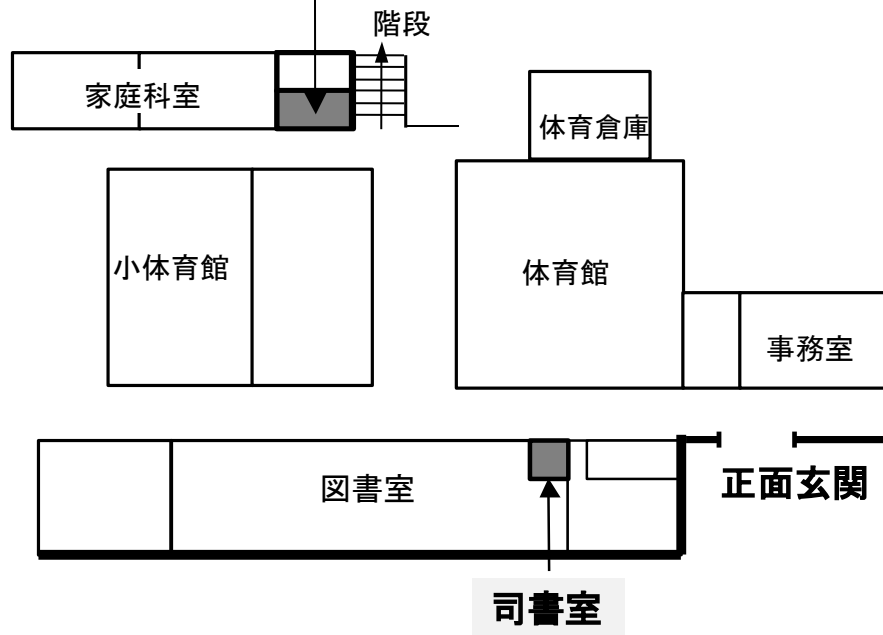 階段
家庭科室
体育倉庫
小体育館
体育館
事務室
図書室
正面玄関
司書室